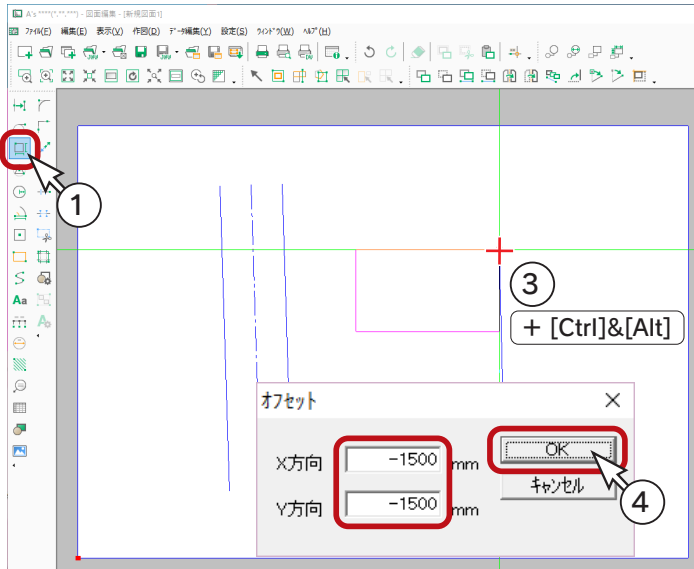 A's ****(*.**.***) - 図面編集 - [新規図面1]
ﾌｧｲﾙ(F) 編集(E) 表示(V) 作図(D) ﾃﾞｰﾀ編集(Y) 設定(S) ｳｨﾝﾄﾞｳ(W) ﾍﾙﾌﾟ(H)
1
Aa
3
+ [Ctrl]&[Alt]
オフセット
X方向 -1500 mm
OK
Y方向 -1500 mm
ｷｬﾝｾﾙ
4